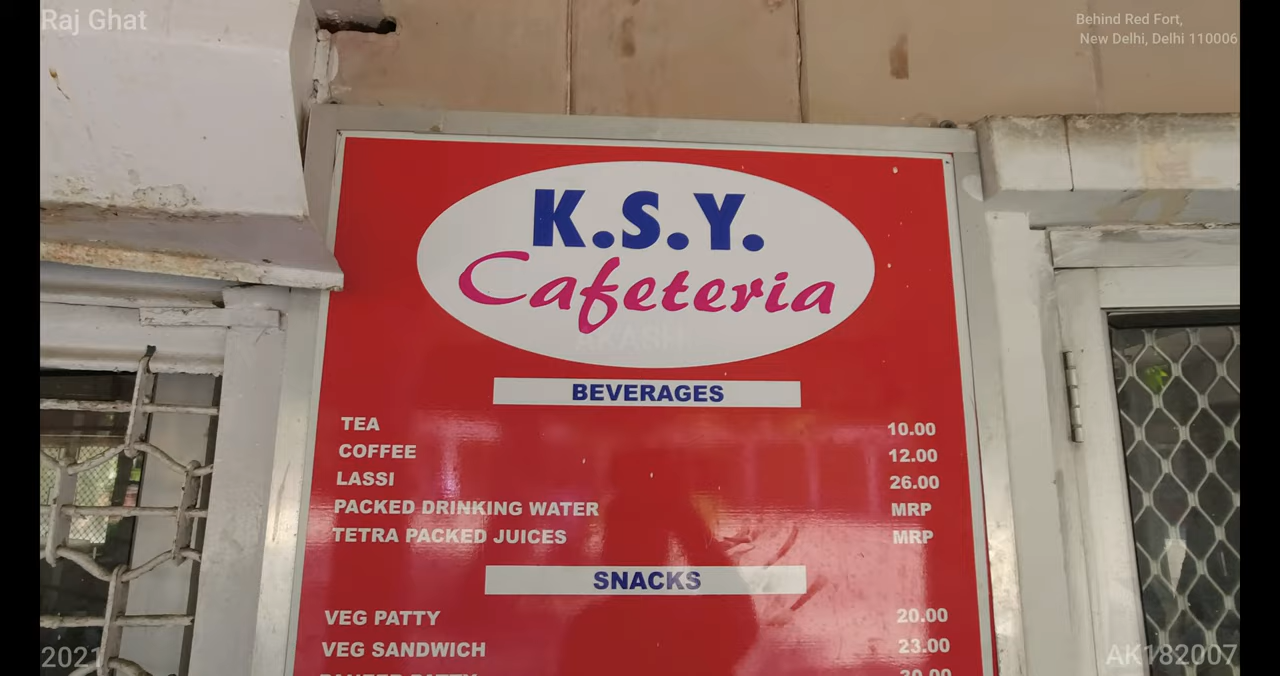 Raj Ghat
Behind Red Fort,
New Delhi, Delhi 110006
K.S.Y.
Cafeteria
AKASH
BEVERAGES
TEA 10.00
COFFEE 12.00
LASSI 26.00
PACKED DRINKING WATER MRP
TETRA PACKED JUICES MRP
SNACKS
VEG PATTY 20.00
VEG SANDWICH 23.00
2021
AK182007